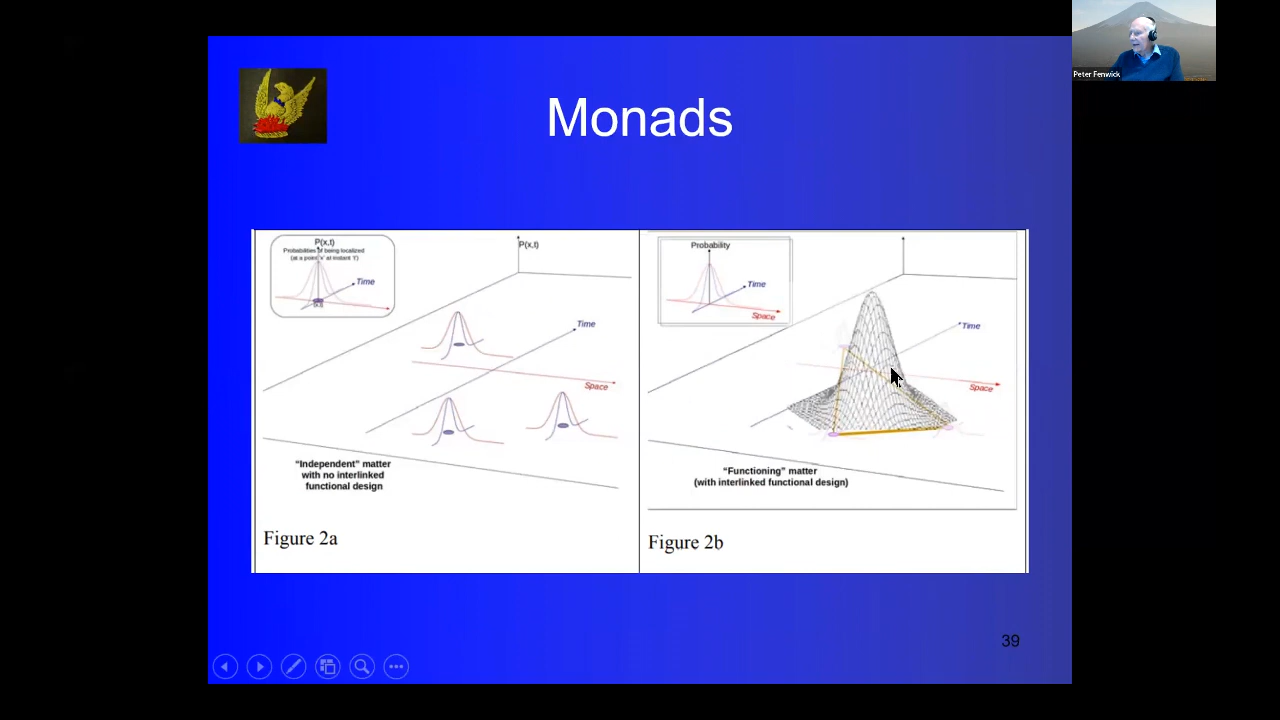 Peter Fenwick
Monads
P(x,t)
Probabilities of being localized
(at a point 'x' at instant 't')
Time
(x,t)
P(x,t)
Time
Space
"Independent" matter
with no interlinked
functional design
Figure 2a
Probability
Time
Space
Time
Space
"Functioning" matter
(with interlinked functional design)
Figure 2b
39